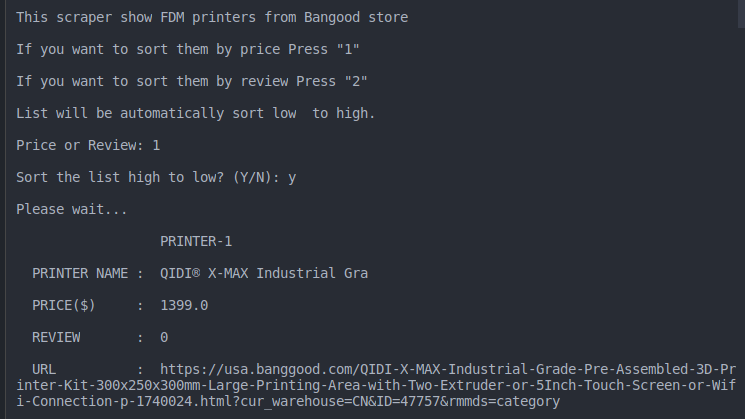 This scraper show FDM printers from Bangood store
If you want to sort them by price Press "1"
If you want to sort them by review Press "2"
List will be automatically sort low  to high.
Price or Review: 1
Sort the list high to low? (Y/N): y
Please wait...
PRINTER-1
PRINTER NAME :  QIDI® X-MAX Industrial Gra
PRICE($)     :  1399.0
REVIEW       :  0
URL          :  https://usa.banggood.com/QIDI-X-MAX-Industrial-Grade-Pre-Assembled-3D-Pr
inter-Kit-300x250x300mm-Large-Printing-Area-with-Two-Extruder-or-5Inch-Touch-Screen-or-Wif
i-Connection-p-1740024.html?cur_warehouse=CN&ID=47757&rmmds=category